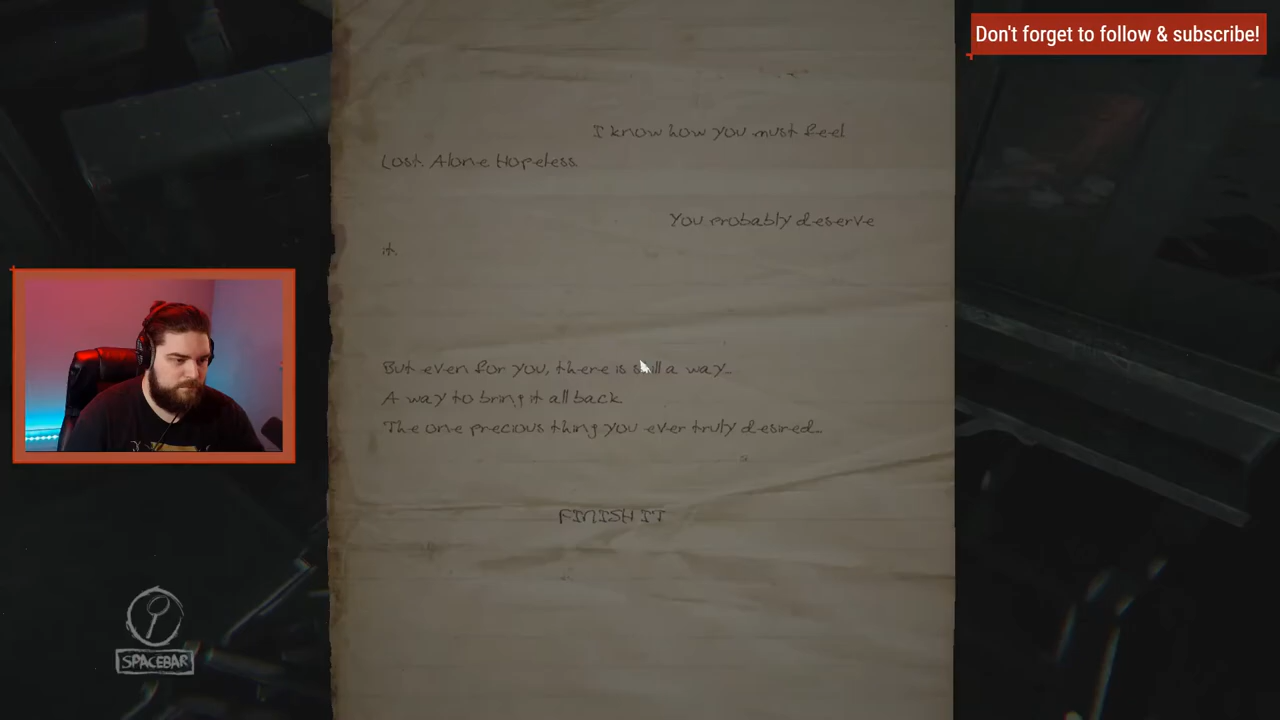 Don't forget to follow & subscribe!
I know how you must feel
Lost. Alone Hopeless.
You probably deserve
it.
But even for you, there is still a way...
A way to bring it all back.
The one precious thing you ever truly desired...
FINISH IT
SPACEBAR